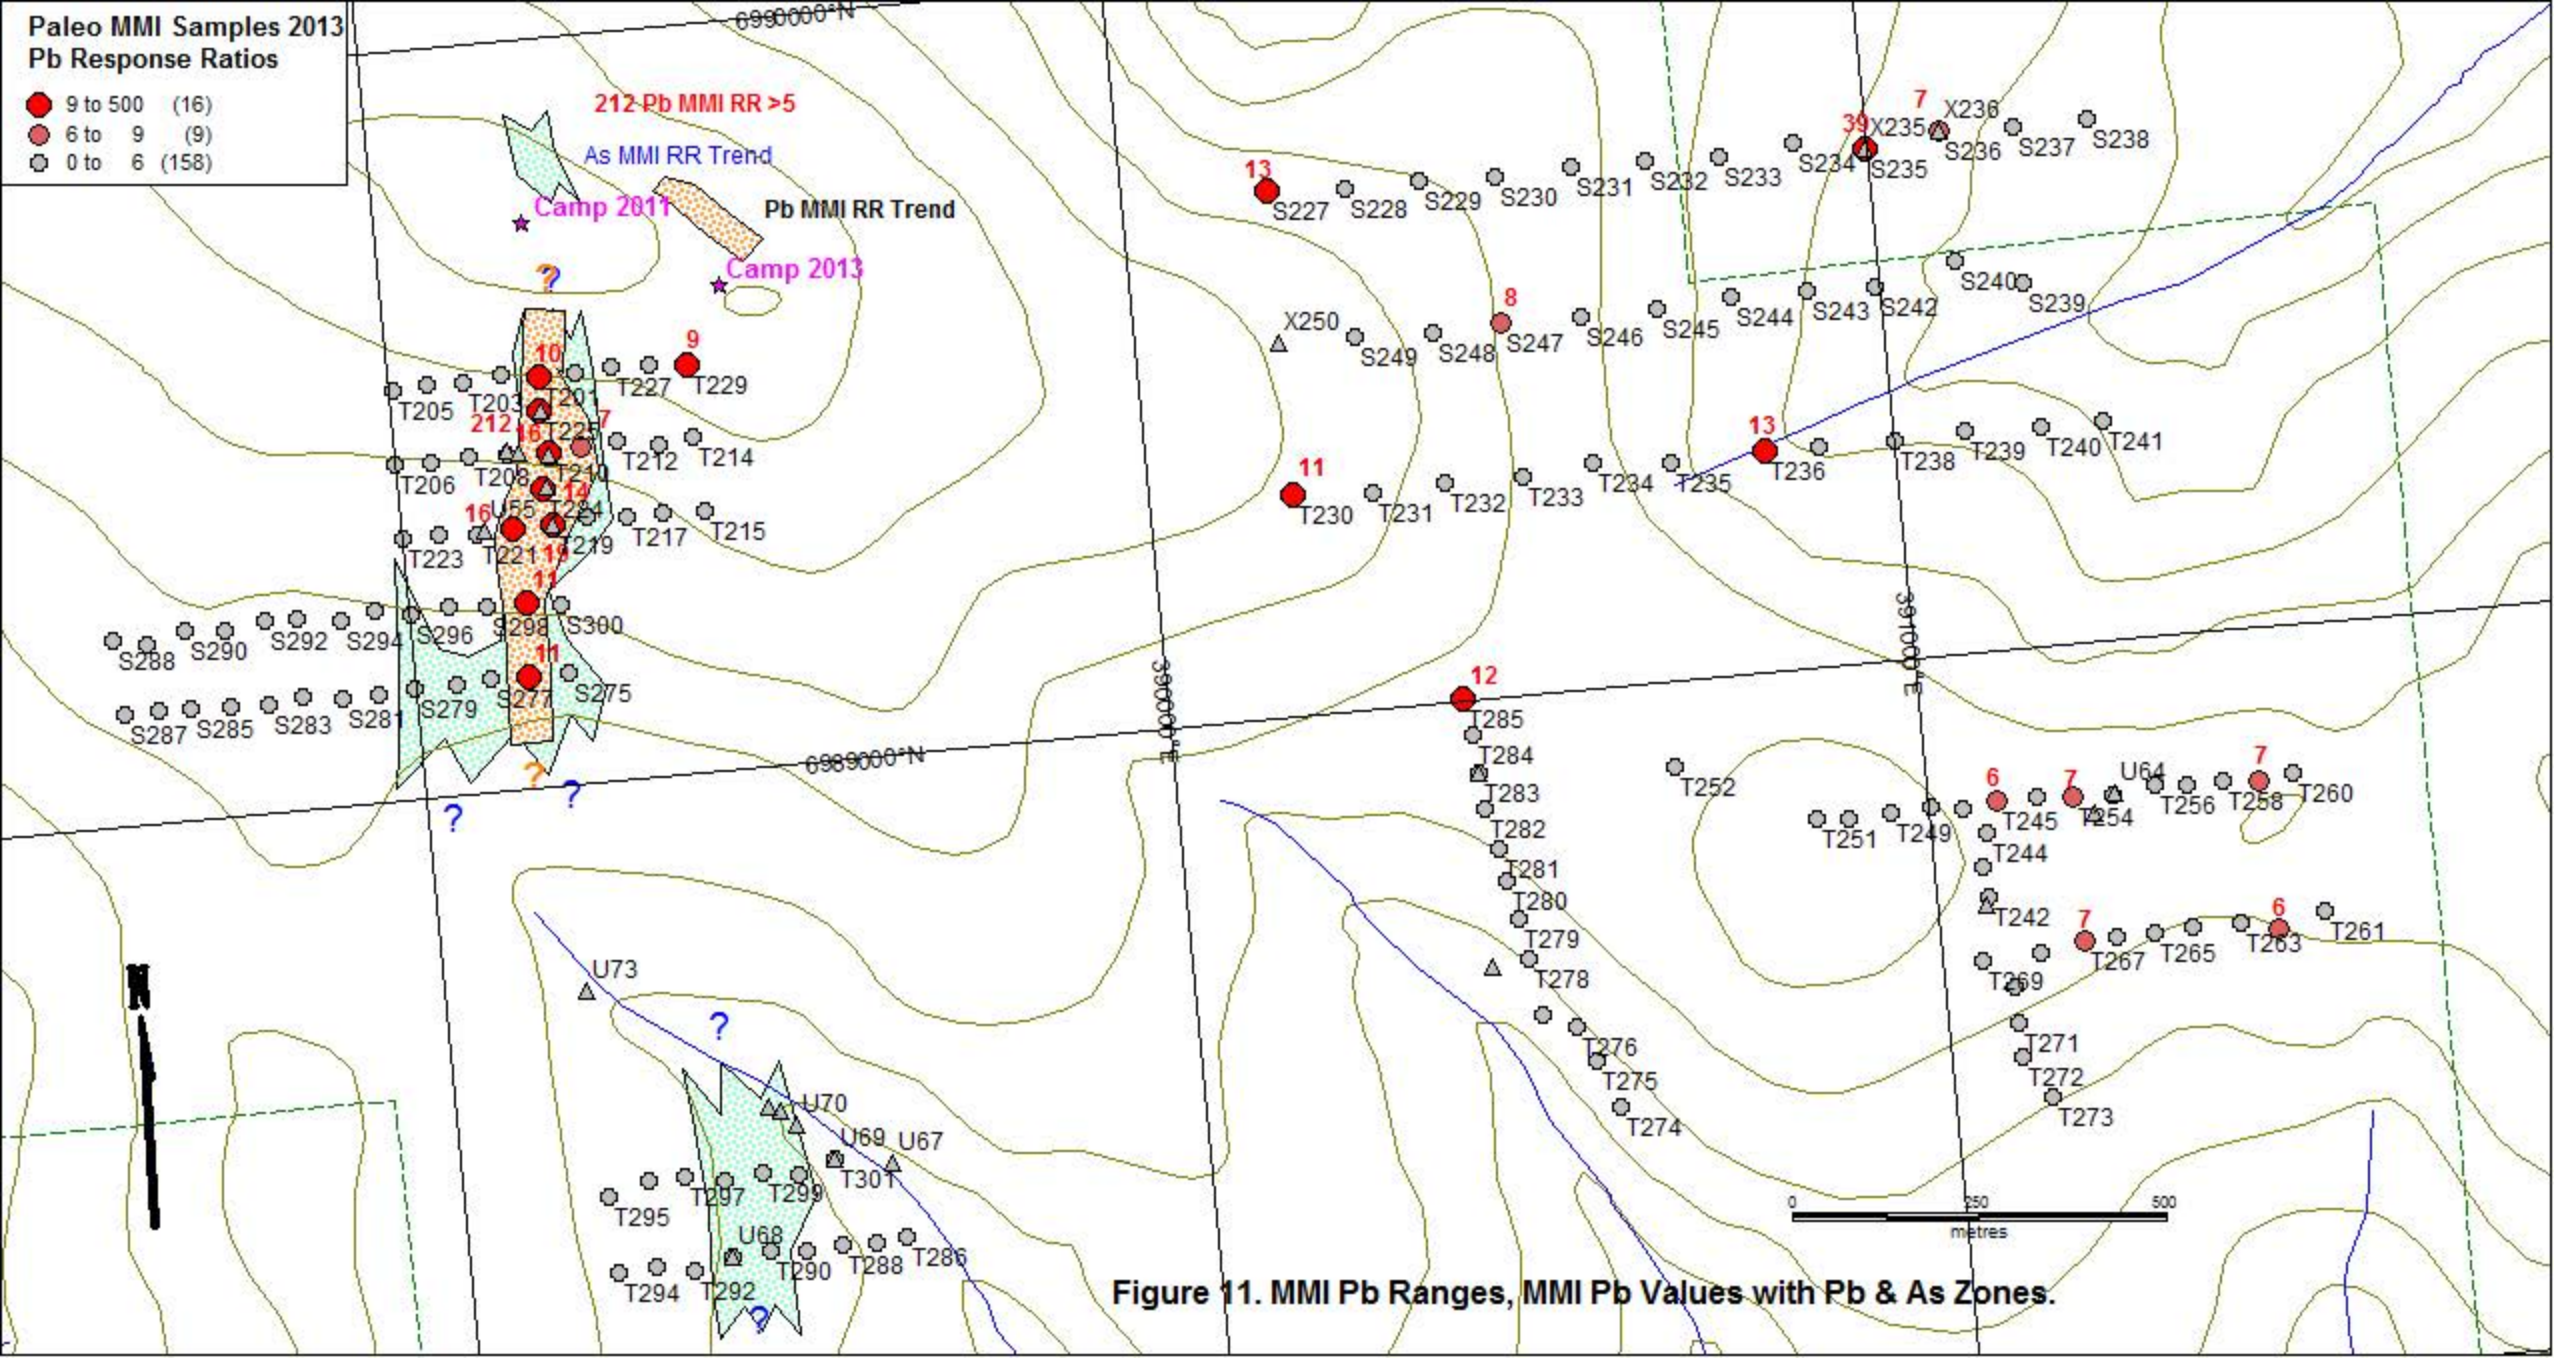 Paleo MMI Samples 2013
Pb Response Ratios
9 to 500 (16)
6 to 9 (9)
0 to 6 (158)
6990000°N
212 Pb MMI RR >5
As MMI RR Trend
Camp 2011
Pb MMI RR Trend
Camp 2013
?
?
39 X235 7 X236
13
S227 S228 S229 S230 S231 S232 S233 S234 S235 S236 S237 S238
X250 S249 S248 8 S247 S246 S245 S244 S243 S242 S240 S239
10 9
T205 T203 T201 T227 T229
212 16 T225 7
T206 T208 T210 T212 T214
14
16 U55 T224
T223 T221 T219 T217 T215
19
11
11 13
T230 T231 T232 T233 T234 T235 T236 T238 T239 T240 T241
S288 S290 S292 S294 S296 S298 S300
11
S287 S285 S283 S281 S279 S277 S275
?
?
?
6989000°N
390000°E
391000°E
12
T285
T284
T283
T282
T281
T280
T279
T278
T276
T275
T274
T252
6 7 U64 7
T251 T249 T245 T254 T256 T258 T260
T244
T242
7 6
T269 T267 T265 T263 T261
T271
T272
T273
N
U73
?
U70
U69 U67
T295 T297 T299 T301
U68
T294 T292 T290 T288 T286
?
0 250 500
metres
Figure 11. MMI Pb Ranges, MMI Pb Values with Pb & As Zones.